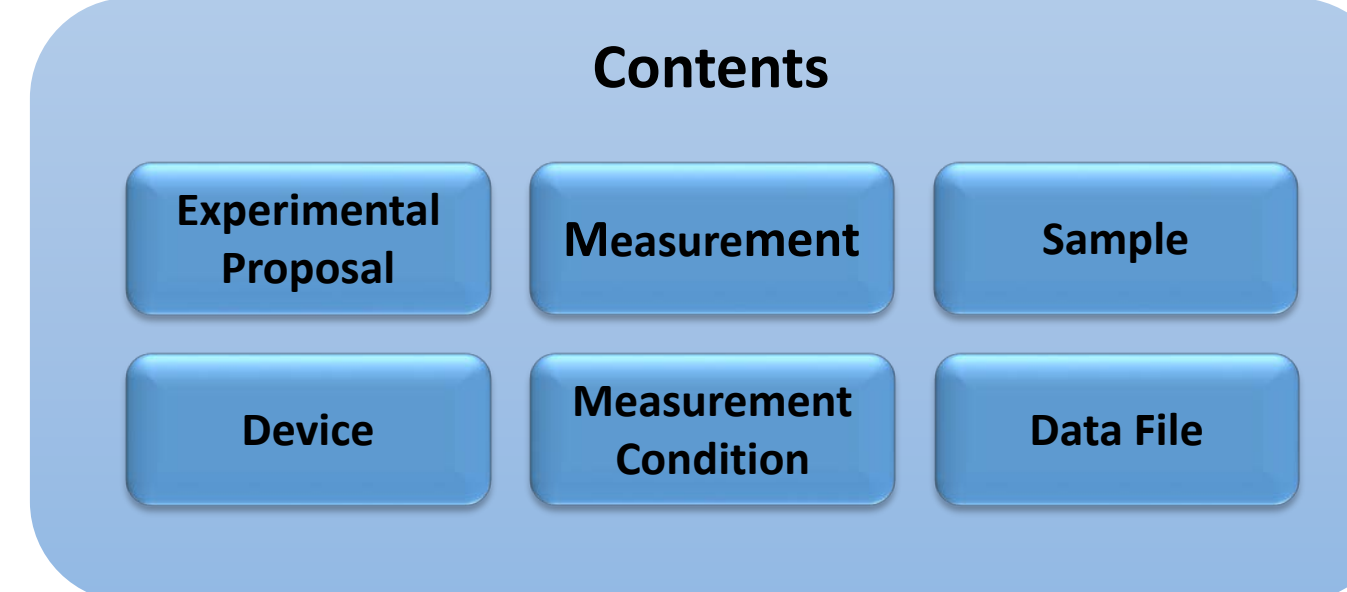 Contents
Experimental
Proposal
Measurement
Sample
Device
Measurement
Condition
Data File